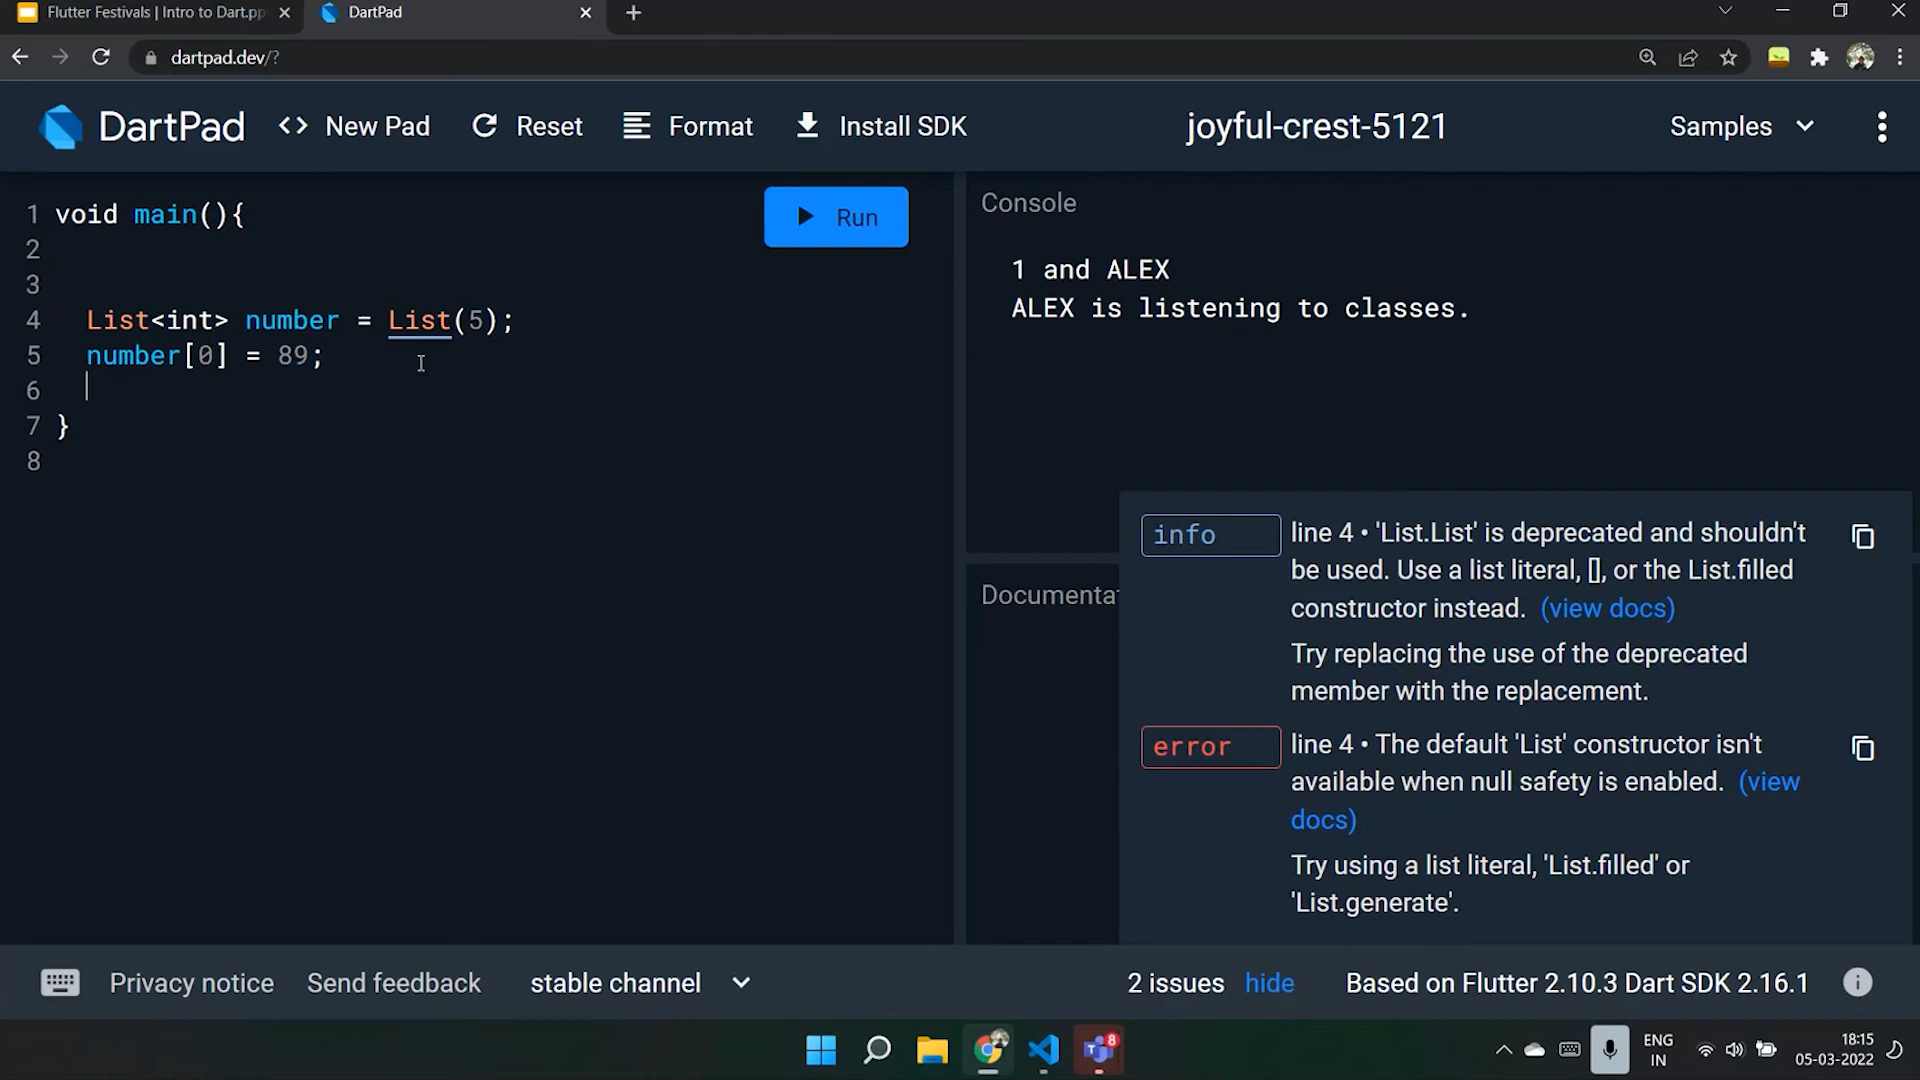 Flutter Festivals | Intro to Dart.pp
DartPad
dartpad.dev/?
DartPad
<> New Pad
Reset
Format
Install SDK
joyful-crest-5121
Samples
1 void main(){
2
3
4 List<int> number = List(5);
5 number[0] = 89;
6
7 }
8
Run
Console
1 and ALEX
ALEX is listening to classes.
Documentat
info
line 4 • 'List.List' is deprecated and shouldn't
be used. Use a list literal, [], or the List.filled
constructor instead. (view docs)
Try replacing the use of the deprecated
member with the replacement.
error
line 4 • The default 'List' constructor isn't
available when null safety is enabled. (view
docs)
Try using a list literal, 'List.filled' or
'List.generate'.
Privacy notice
Send feedback
stable channel
2 issues hide
Based on Flutter 2.10.3 Dart SDK 2.16.1
8
ENG
IN
18:15
05-03-2022